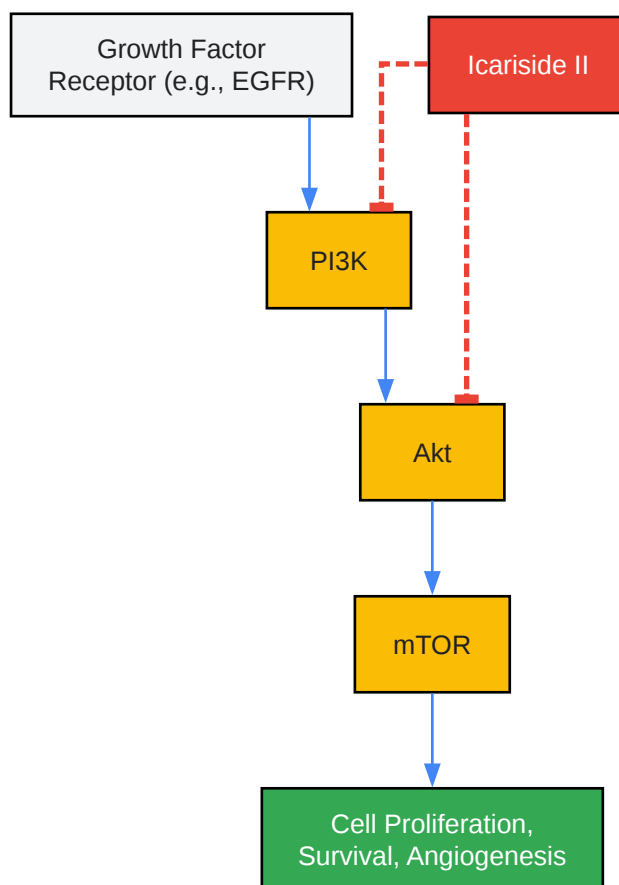 Growth Factor
Receptor (e.g., EGFR)
Icariside II
PI3K
Akt
mTOR
Cell Proliferation,
Survival, Angiogenesis